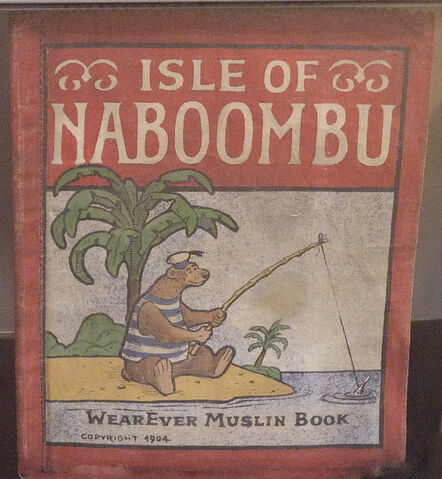 ISLE OF
NABOOMBU
WEAREVER MUSLIN BOOK
COPYRIGHT 1904